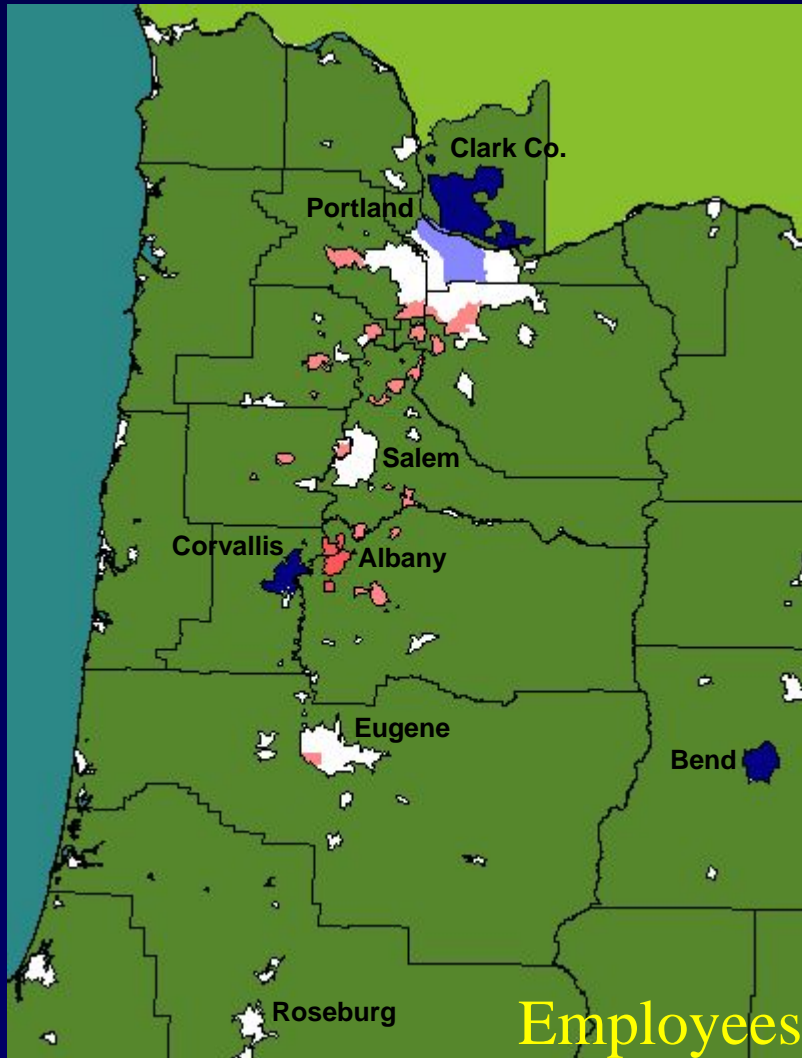 Clark Co.
Portland
Salem
Corvallis
Albany
Eugene
Bend
Roseburg
Employees